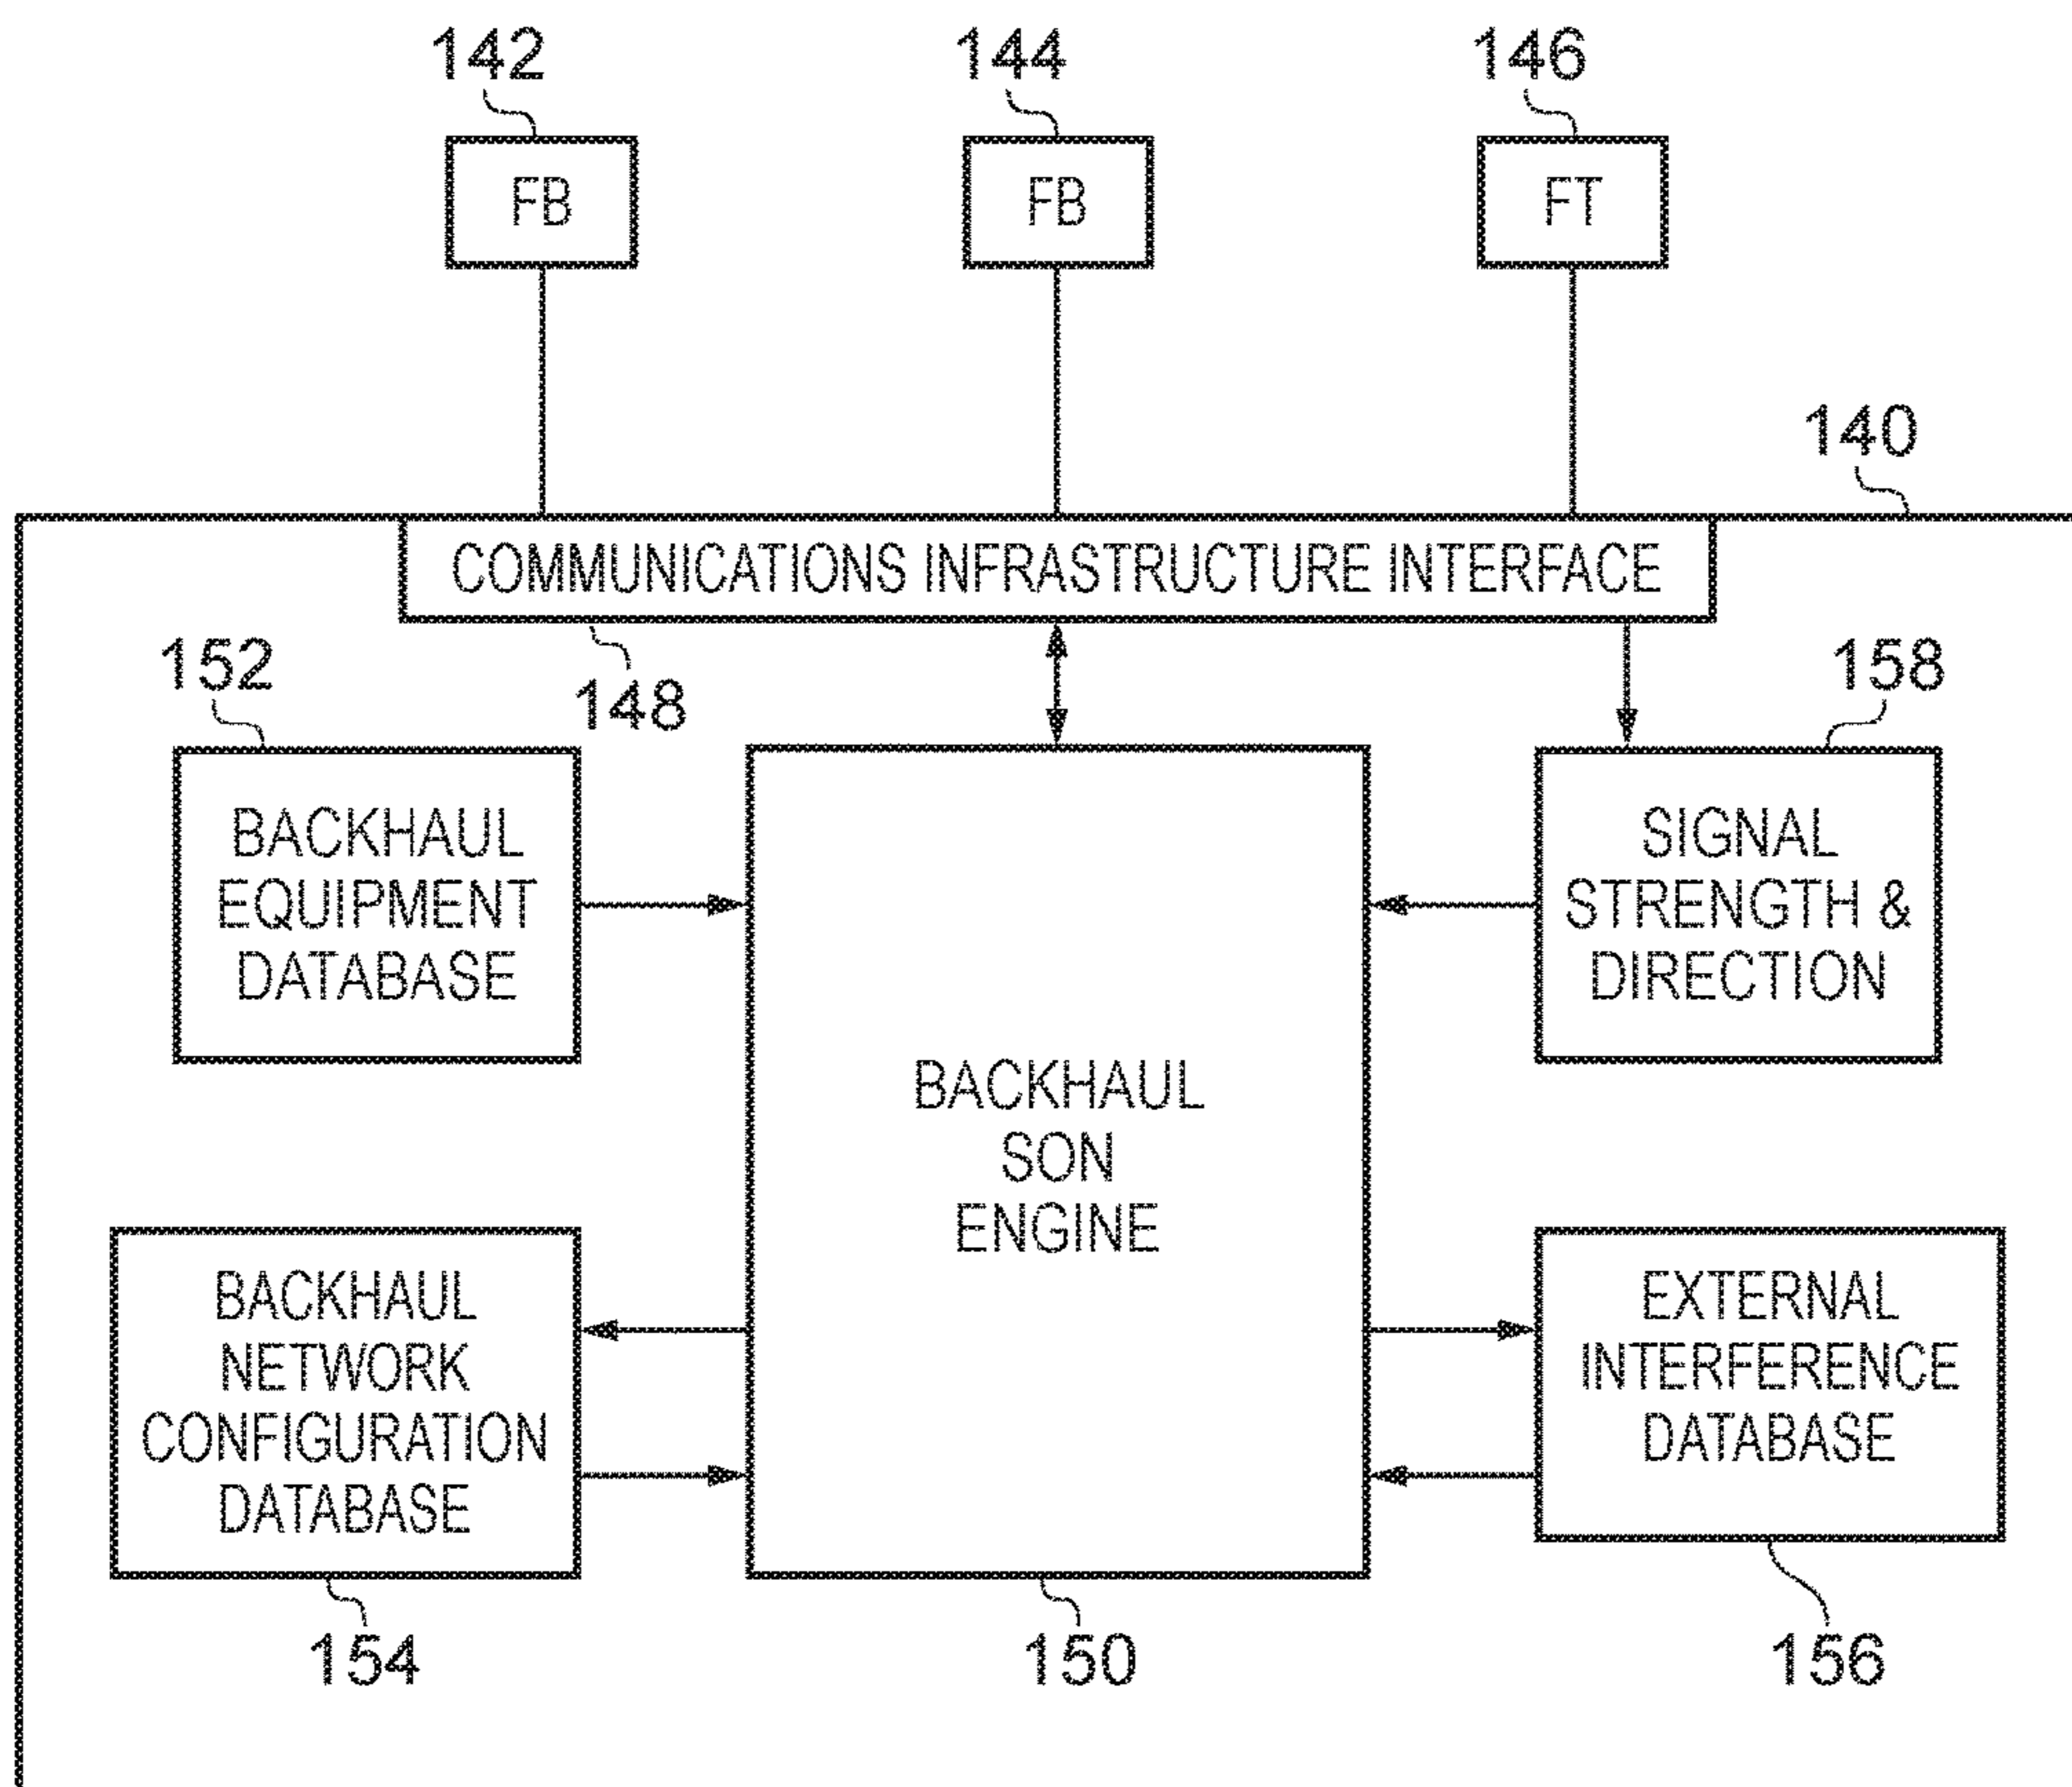 142
144
146
FB
FB
FT
140
COMMUNICATIONS INFRASTRUCTURE INTERFACE
152
148
158
BACKHAUL
EQUIPMENT
DATABASE
SIGNAL
STRENGTH &
DIRECTION
BACKHAUL
SON
ENGINE
BACKHAUL
NETWORK
CONFIGURATION
DATABASE
EXTERNAL
INTERFERENCE
DATABASE
154
150
156